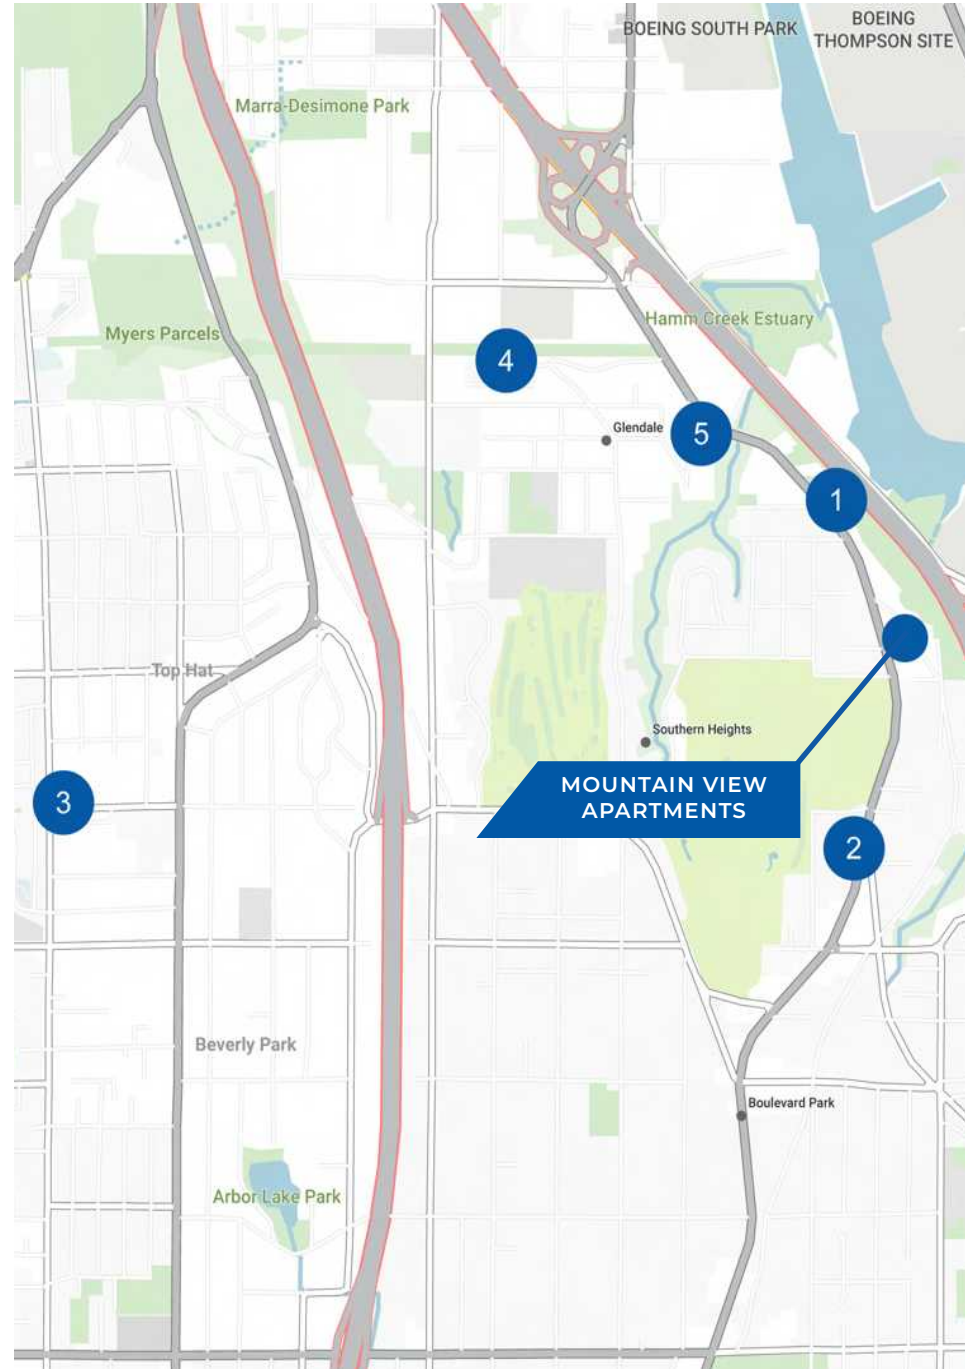 BOEING SOUTH PARK
BOEING
THOMPSON SITE
Marra-Desimone Park
Myers Parcels
Hamm Creek Estuary
4
Glendale
5
1
Top Hat
Southern Heights
MOUNTAIN VIEW
APARTMENTS
3
2
Beverly Park
Boulevard Park
Arbor Lake Park